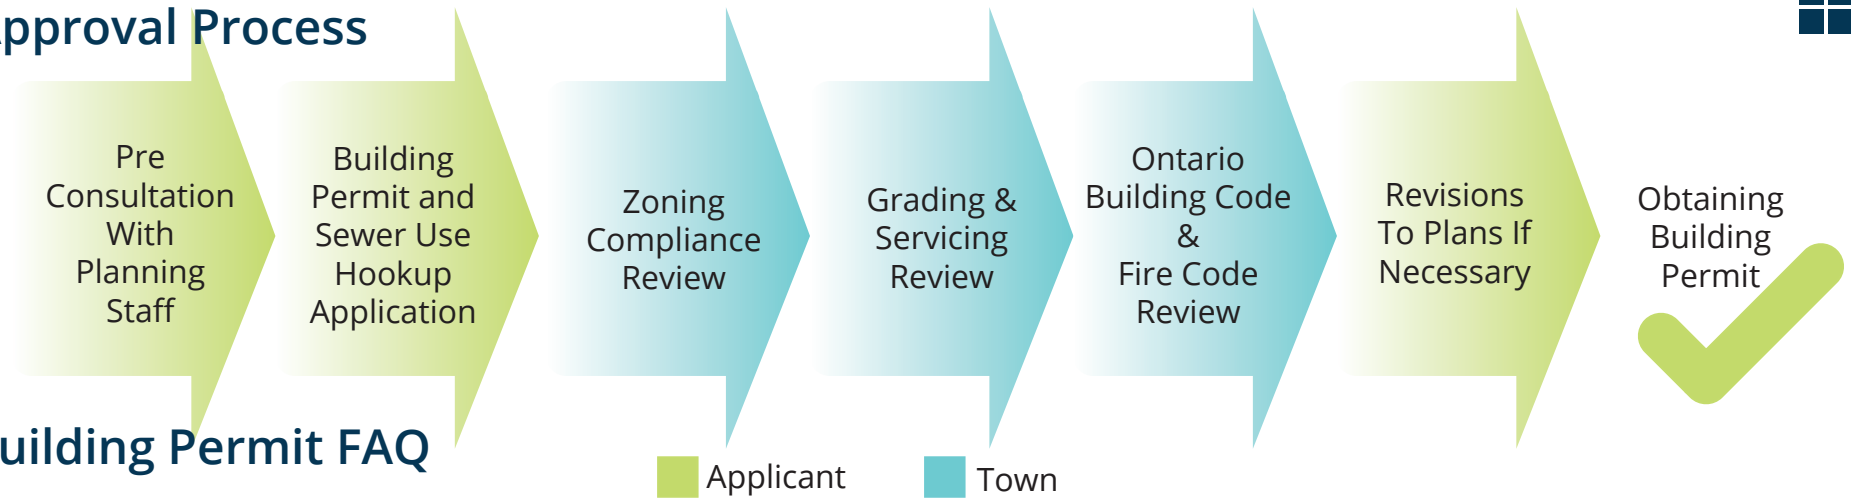 pproval Process
Pre
Consultation
With
Planning
Staff
Building
Permit and
Sewer Use
Hookup
Application
Zoning
Compliance
Review
Grading &
Servicing
Review
Ontario
Building Code
&
Fire Code
Review
Revisions
To Plans If
Necessary
Obtaining
Building
Permit
uilding Permit FAQ
Applicant
Town